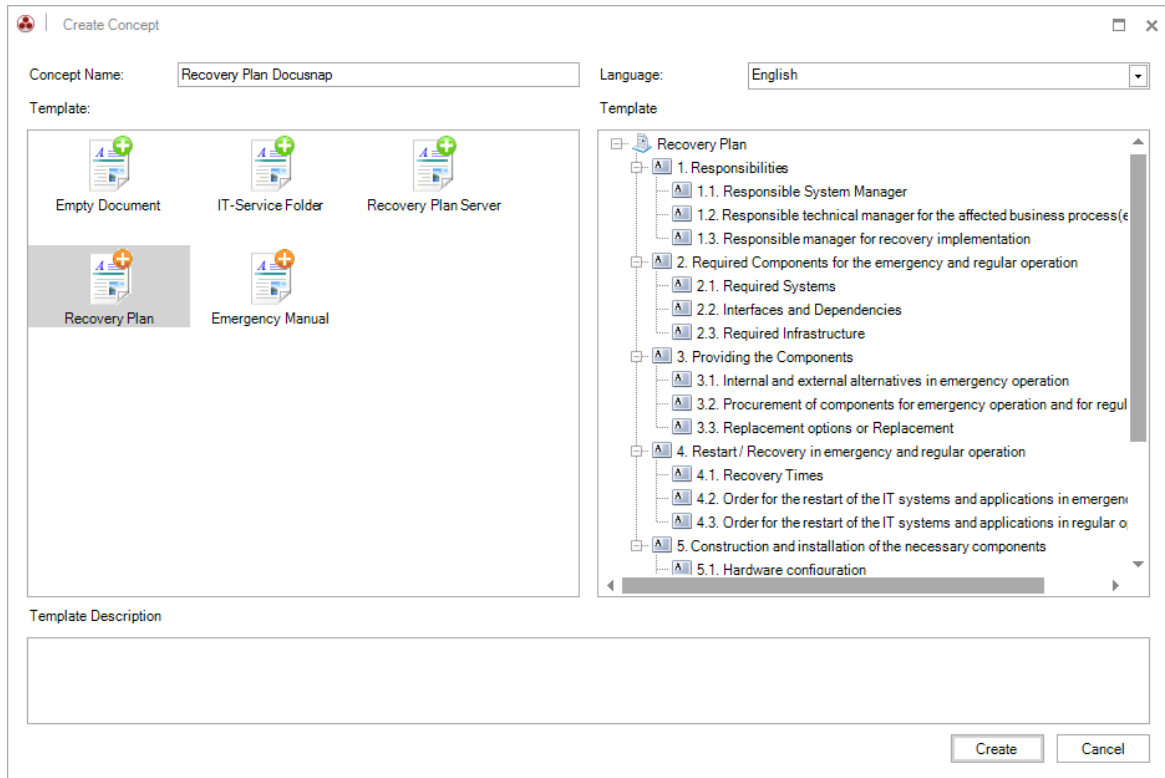 Create Concept
Concept Name:
Recovery Plan Docusnap
Language:
English
Template:
Empty Document
IT-Service Folder
Recovery Plan Server
Recovery Plan
Emergency Manual
Template
Recovery Plan
1. Responsibilities
1.1. Responsible System Manager
1.2. Responsible technical manager for the affected business process(e
1.3. Responsible manager for recovery implementation
2. Required Components for the emergency and regular operation
2.1. Required Systems
2.2. Interfaces and Dependencies
2.3. Required Infrastructure
3. Providing the Components
3.1. Internal and external alternatives in emergency operation
3.2. Procurement of components for emergency operation and for regul
3.3. Replacement options or Replacement
4. Restart / Recovery in emergency and regular operation
4.1. Recovery Times
4.2. Order for the restart of the IT systems and applications in emergen
4.3. Order for the restart of the IT systems and applications in regular op
5. Construction and installation of the necessary components
5.1. Hardware configuration
Template Description
Create
Cancel